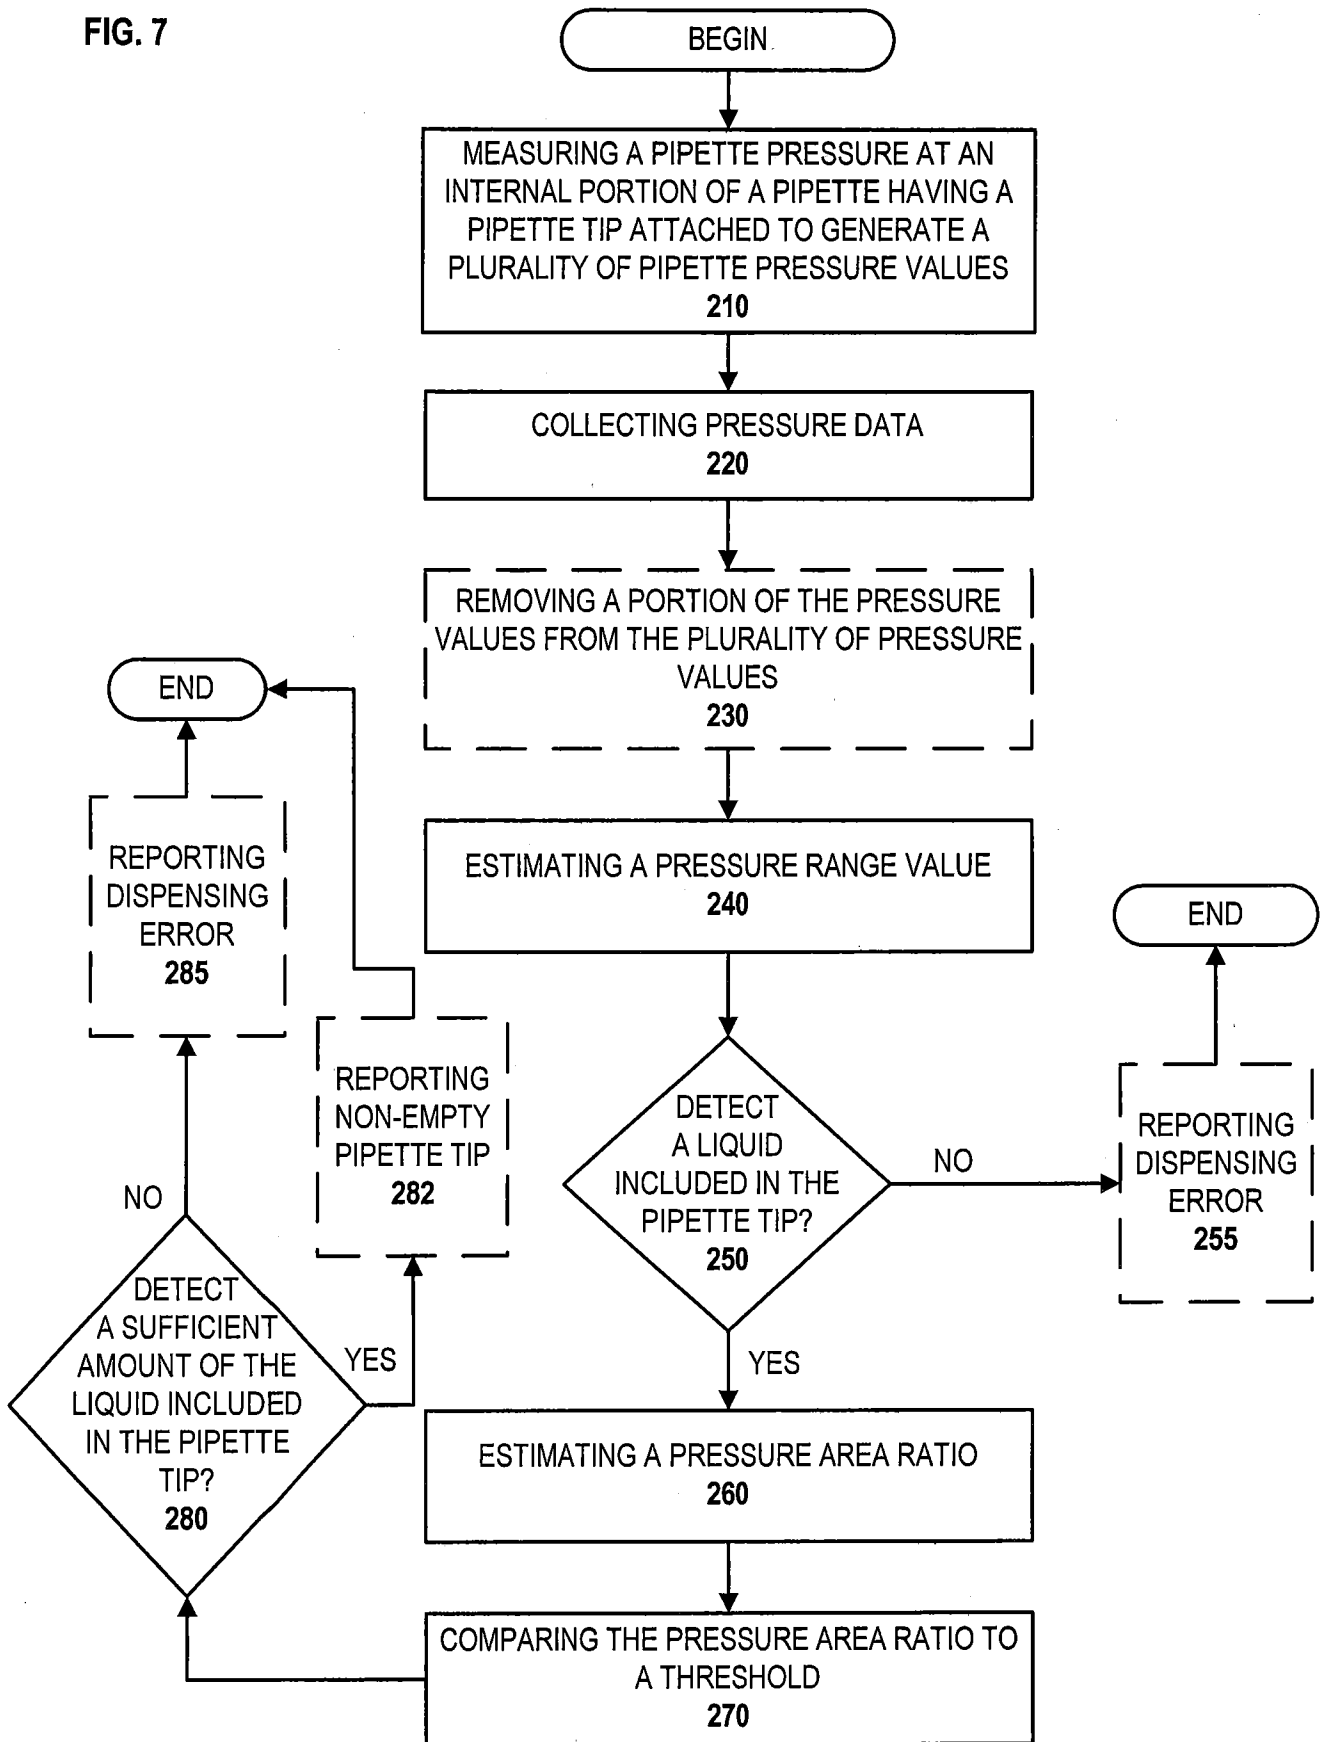 FIG. 7
BEGIN
MEASURING A PIPETTE PRESSURE AT AN
INTERNAL PORTION OF A PIPETTE HAVING A
PIPETTE TIP ATTACHED TO GENERATE A
PLURALITY OF PIPETTE PRESSURE VALUES
210
COLLECTING PRESSURE DATA
220
REMOVING A PORTION OF THE PRESSURE
VALUES FROM THE PLURALITY OF PRESSURE
VALUES
230
ESTIMATING A PRESSURE RANGE VALUE
240
DETECT
A LIQUID
INCLUDED IN THE
PIPETTE TIP?
250
NO
REPORTING
DISPENSING
ERROR
255
END
YES
ESTIMATING A PRESSURE AREA RATIO
260
COMPARING THE PRESSURE AREA RATIO TO
A THRESHOLD
270
DETECT
A SUFFICIENT
AMOUNT OF THE
LIQUID INCLUDED
IN THE PIPETTE
TIP?
280
YES
REPORTING
NON-EMPTY
PIPETTE TIP
282
NO
REPORTING
DISPENSING
ERROR
285
END